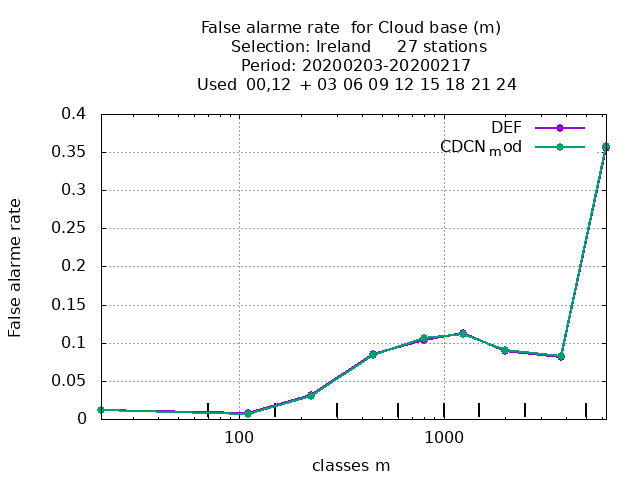 False alarme rate  for Cloud base (m)
Selection: Ireland     27 stations
Period: 20200203-20200217
Used  00,12  + 03 06 09 12 15 18 21 24
DEF
CDCNmod
0.4
0.35
0.3
0.25
0.2
0.15
0.1
0.05
0
False alarme rate
100
1000
classes m